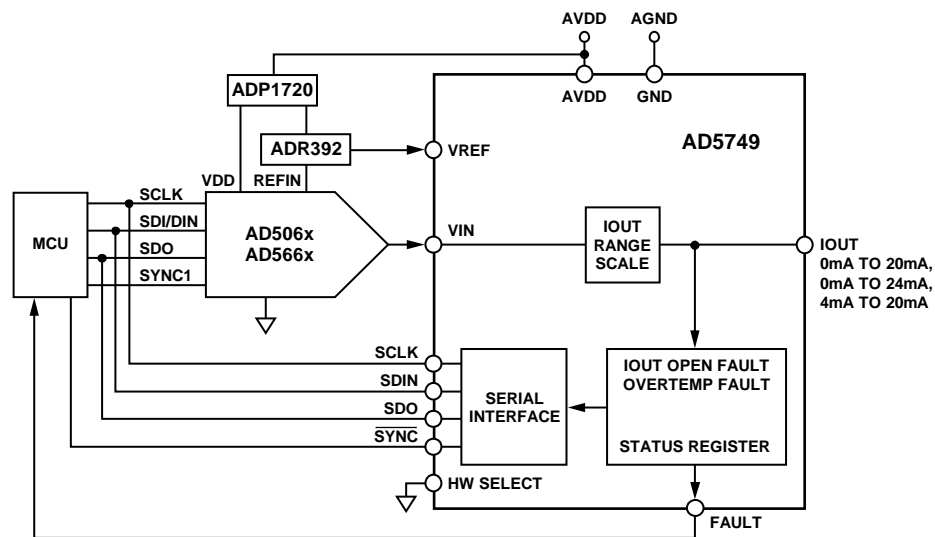 AVDD
AGND
ADP1720
AVDD
GND
AD5749
ADR392
VREF
VDD
REFIN
SCLK
MCU
SDI/DIN
SDO
SYNC1
AD506x
AD566x
VIN
IOUT
RANGE
SCALE
IOUT
0mA TO 20mA,
0mA TO 24mA,
4mA TO 20mA
SCLK
SDIN
SDO
SYNC
SERIAL
INTERFACE
IOUT OPEN FAULT
OVERTEMP FAULT
STATUS REGISTER
HW SELECT
FAULT